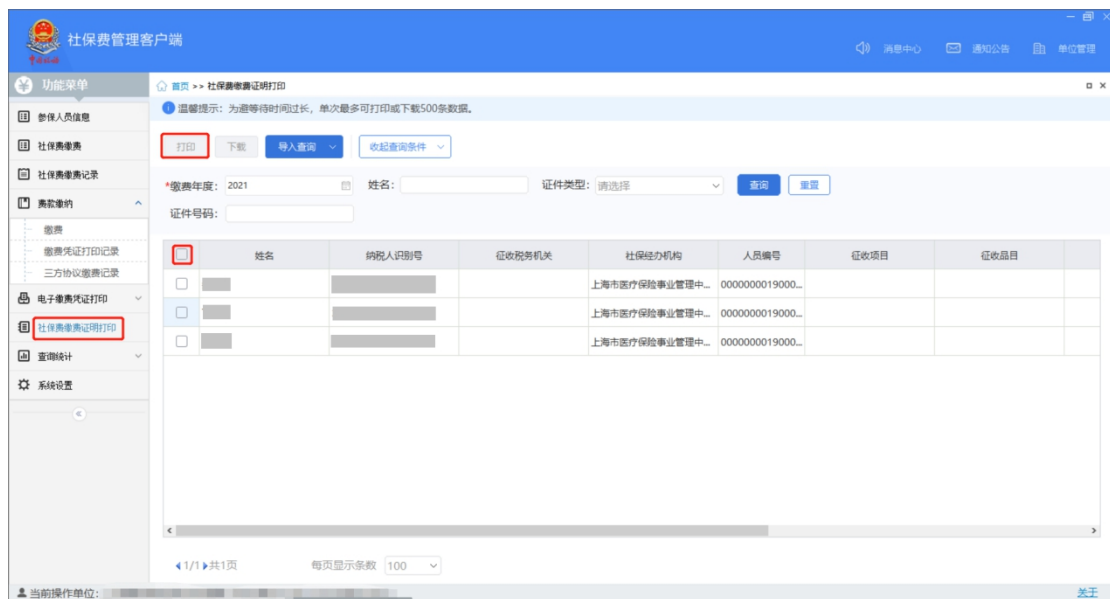 社保费管理客户端
中国税务
消息中心 通知公告 单位管理
功能菜单
首页 >> 社保费缴费证明打印
温馨提示：为避等待时间过长，单次最多可打印或下载500条数据。
参保人员信息
社保费缴费
社保费缴费记录
费款缴纳
缴费
缴费凭证打印记录
三方协议缴费记录
电子缴费凭证打印
社保费缴费证明打印
查询统计
系统设置
打印 下载 导入查询 收起查询条件
*缴费年度： 2021 姓名： 证件类型： 请选择 查询 重置
证件号码：
姓名 纳税人识别号 征收税务机关 社保经办机构 人员编号 征收项目 征收品目
上海市医疗保险事业管理中... 0000000019000...
上海市医疗保险事业管理中... 0000000019000...
上海市医疗保险事业管理中... 0000000019000...
1/1 共1页 每页显示条数 100
当前操作单位： 关于